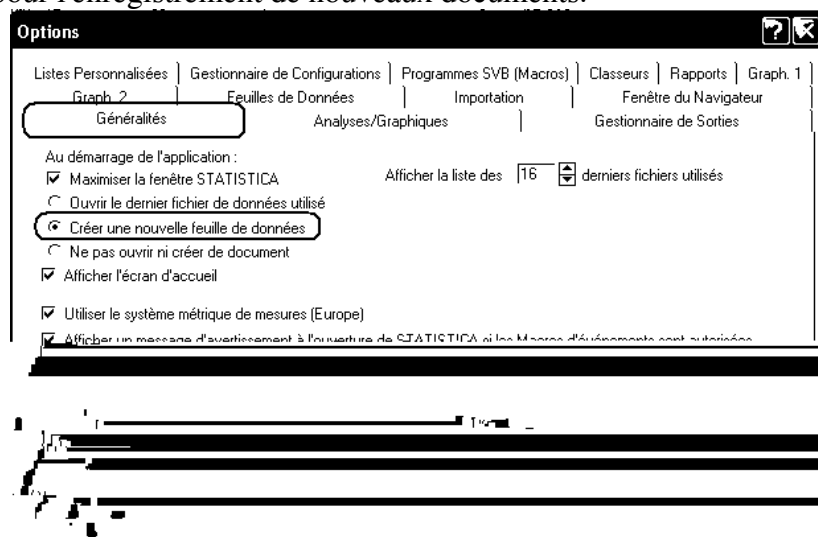 pour l'enregistrement de nouveaux documents.
Options
Listes Personnalisées Gestionnaire de Configurations Programmes SVB (Macros) Classeurs Rapports Graph. 1
Graph. 2 Feuilles de Données Importation Fenêtre du Navigateur
Généralités Analyses/Graphiques Gestionnaire de Sorties
Au démarrage de l'application :
Maximiser la fenêtre STATISTICA Afficher la liste des 16 derniers fichiers utilisés
Ouvrir le dernier fichier de données utilisé
Créer une nouvelle feuille de données
Ne pas ouvrir ni créer de document
Afficher l'écran d'accueil
Utiliser le système métrique de mesures (Europe)
Afficher un message d'avertissement à l'ouverture de STATISTICA si les Macros d'événements sont autorisées